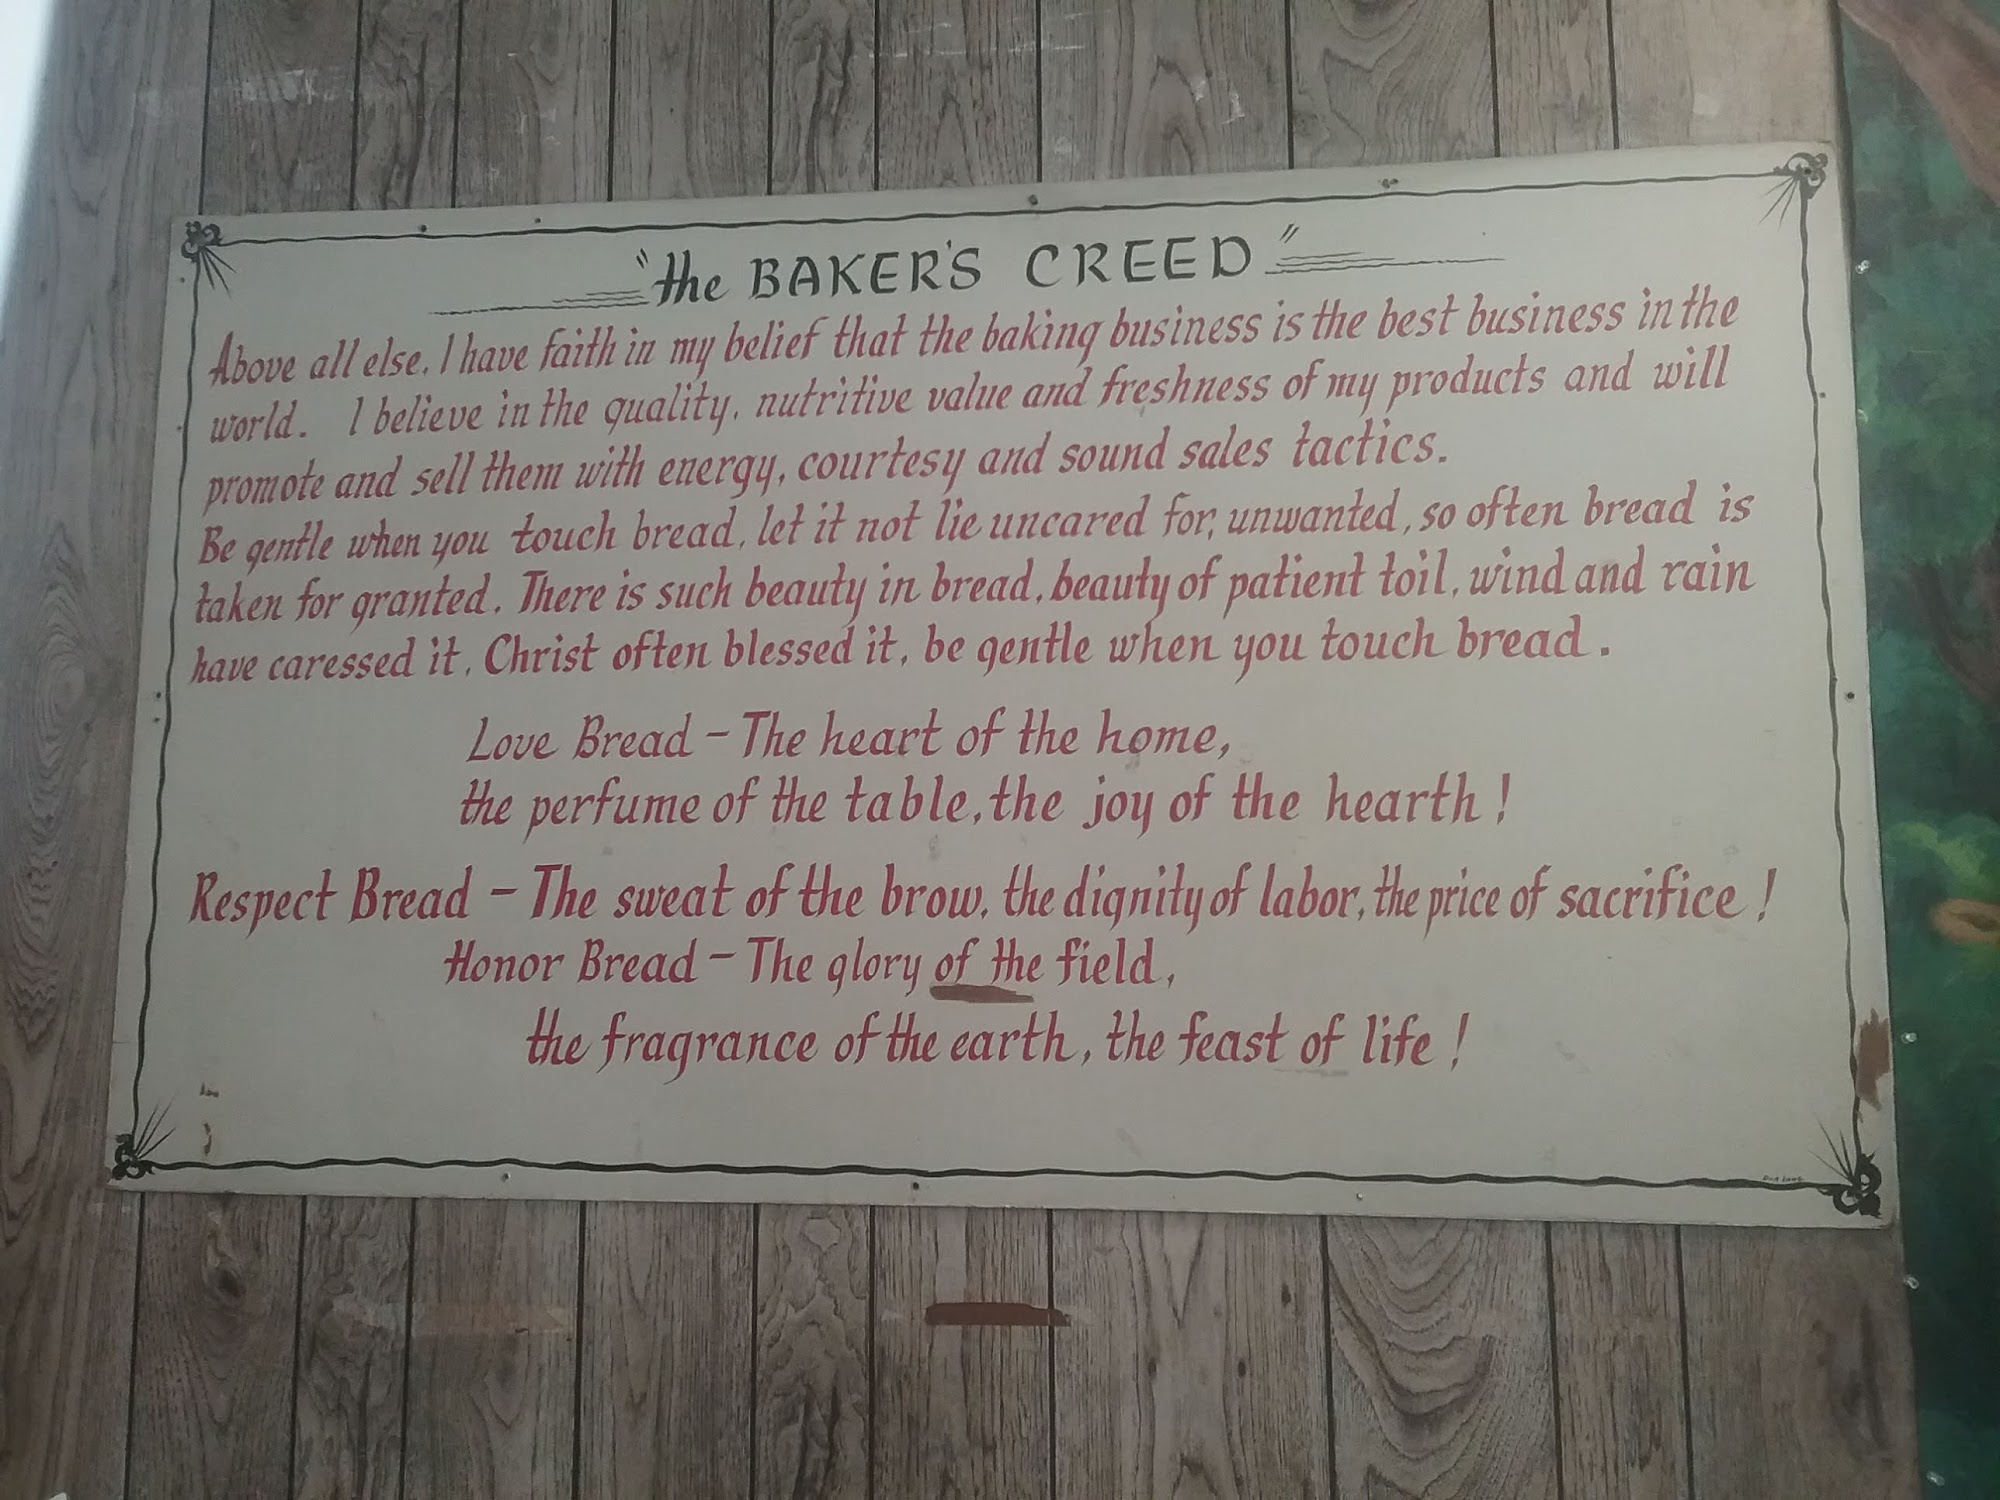 "the BAKER'S CREED"
Above all else, I have faith in my belief that the baking business is the best business in the
world. I believe in the quality, nutritive value and freshness of my products and will
promote and sell them with energy, courtesy and sound sales tactics.
Be gentle when you touch bread, let it not lie uncared for, unwanted, so often bread is
taken for granted. There is such beauty in bread, beauty of patient toil, wind and rain
have caressed it, Christ often blessed it, be gentle when you touch bread.
Love Bread - The heart of the home,
the perfume of the table, the joy of the hearth!
Respect Bread - The sweat of the brow, the dignity of labor, the price of sacrifice!
Honor Bread - The glory of the field,
the fragrance of the earth, the feast of life!